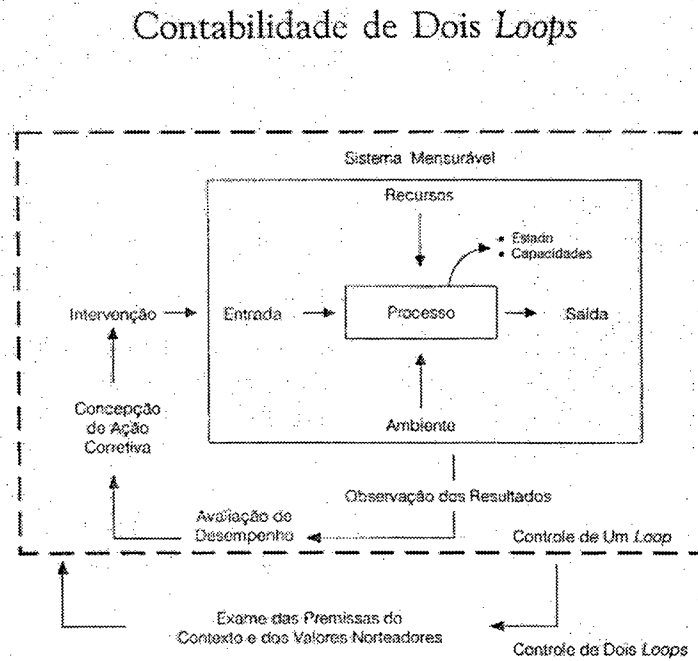 Contabilidade de Dois Loops
Sistema Mensurável
Recursos
• Estado
• Capacidades
Intervenção
Entrada
Processo
Saída
Concepção
de Ação
Corretiva
Ambiente
Observação dos Resultados
Avaliação do
Desempenho
Controle de Um Loop
Exame das Premissas do
Contexto e dos Valores Norteadores
Controle de Dois Loops